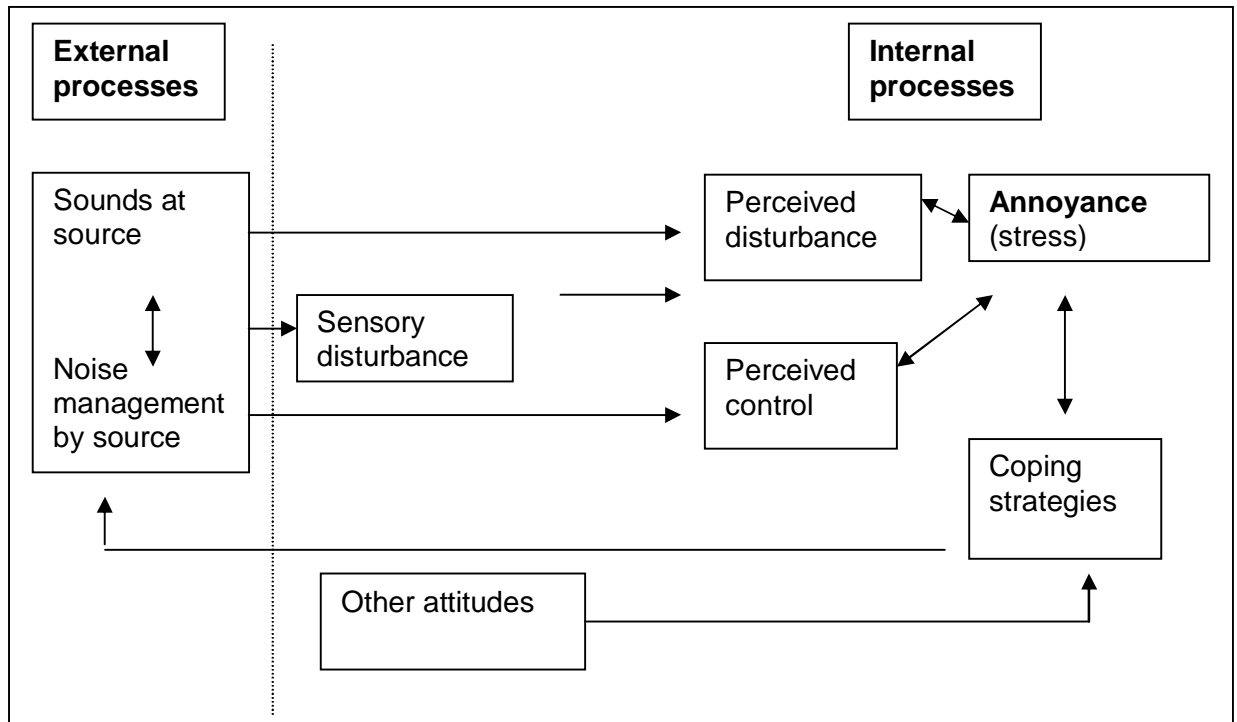 External
processes
Internal
processes
Sounds at
source
Noise
management
by source
Sensory
disturbance
Perceived
disturbance
Perceived
control
Annoyance
(stress)
Coping
strategies
Other attitudes